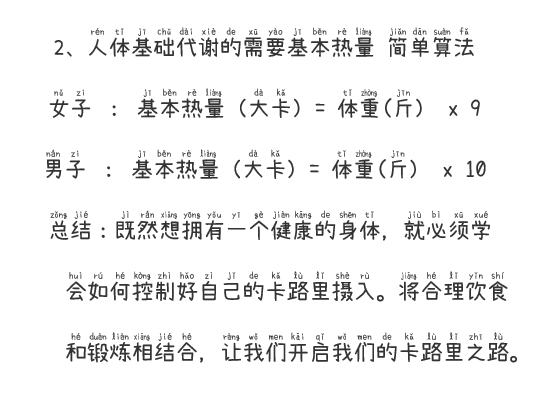 rén tǐ jī chǔ dài xiè de xū yào jī běn rè liàng jiǎn dān suàn fǎ
2、人体基础代谢的需要基本热量 简单算法
nǚ zi jī běn rè liàng dà kǎ tǐ zhòng jīn
女子 : 基本热量 (大卡) = 体重(斤) x 9
nán zi jī běn rè liàng dà kǎ tǐ zhòng jīn
男子 : 基本热量 (大卡) = 体重(斤) x 10
zǒng jié jì rán xiǎng yōng yǒu yī gè jiàn kāng de shēn tǐ jiù bì xū xué
总结:既然想拥有一个健康的身体, 就必须学
huì rú hé kòng zhì hǎo zì jǐ de kǎ lù lǐ shè rù jiāng hé lǐ yǐn shí
会如何控制好自己的卡路里摄入。将合理饮食
hé duàn liàn xiāng jié hé ràng wǒ men kāi qǐ wǒ men de kǎ lù lǐ zhī lù
和锻炼相结合, 让我们开启我们的卡路里之路。